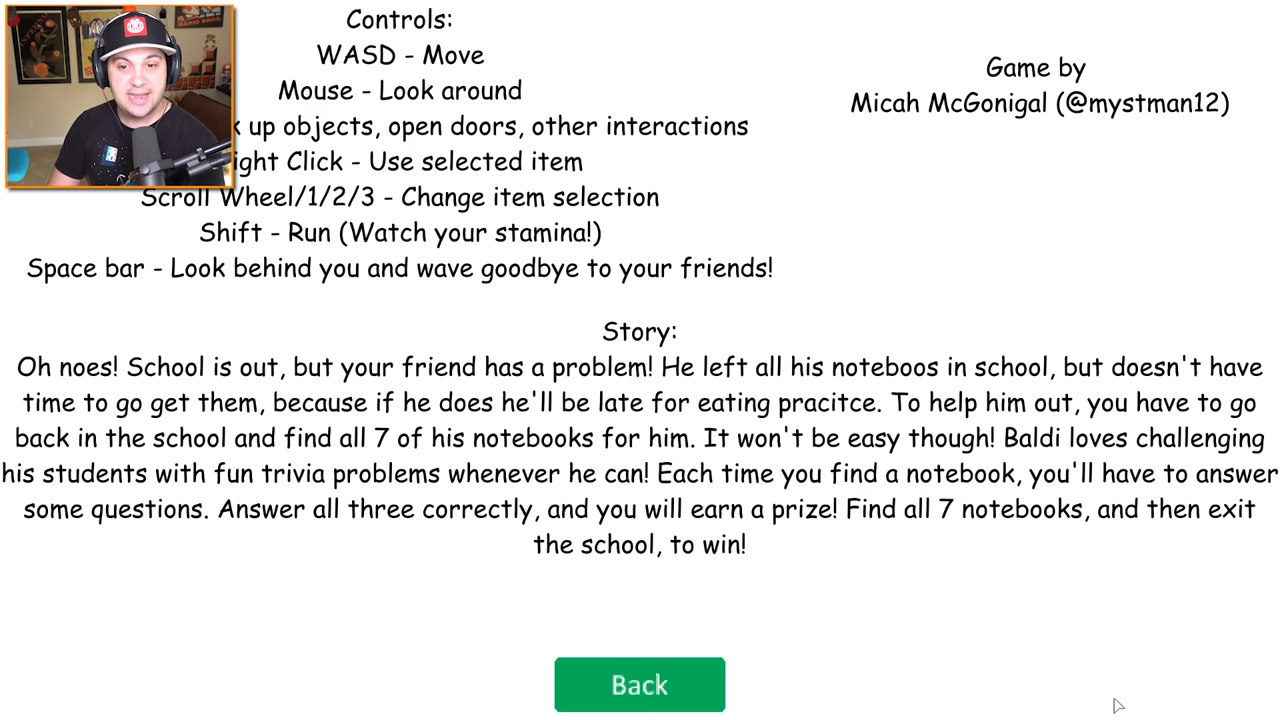 Controls:
WASD - Move
Mouse - Look around
up objects, open doors, other interactions
Click - Use selected item
Scroll Wheel/1/2/3 - Change item selection
Shift - Run (Watch your stamina!)
Space bar - Look behind you and wave goodbye to your friends!
Game by
Micah McGonigal (@mystman12)
Story:
Oh noes! School is out, but your friend has a problem! He left all his noteboos in school, but doesn't have
time to go get them, because if he does he'll be late for eating pracitce. To help him out, you have to go
back in the school and find all 7 of his notebooks for him. It won't be easy though! Baldi loves challenging
his students with fun trivia problems whenever he can! Each time you find a notebook, you'll have to answer
some questions. Answer all three correctly, and you will earn a prize! Find all 7 notebooks, and then exit
the school, to win!
Back